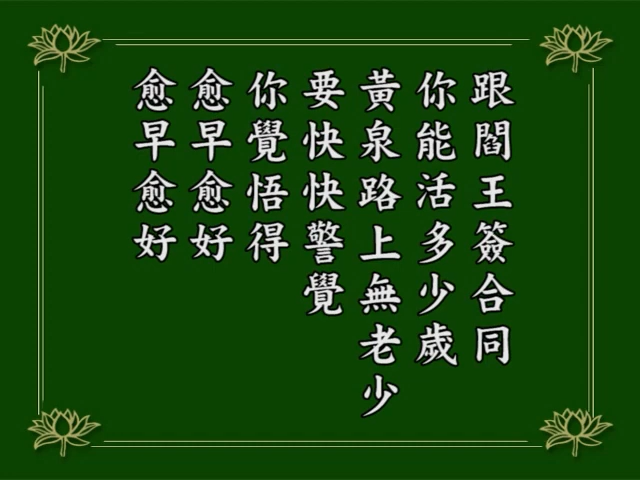 跟閻王簽合同
你能活多少歲
黃泉路上無老少
要快快警覺
你覺悟得
愈早愈好
愈早愈好